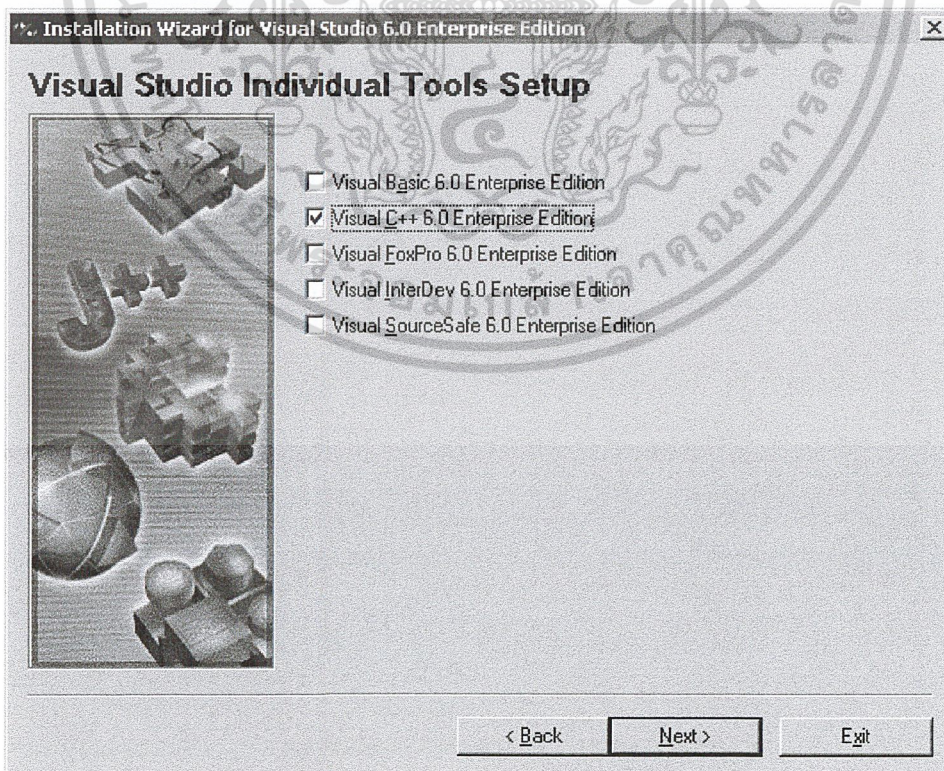 Installation Wizard for Visual Studio 6.0 Enterprise Edition
Visual Studio Individual Tools Setup
Visual Basic 6.0 Enterprise Edition
Visual C++ 6.0 Enterprise Edition
Visual FoxPro 6.0 Enterprise Edition
Visual InterDev 6.0 Enterprise Edition
Visual SourceSafe 6.0 Enterprise Edition
J++
< Back
Next >
Exit